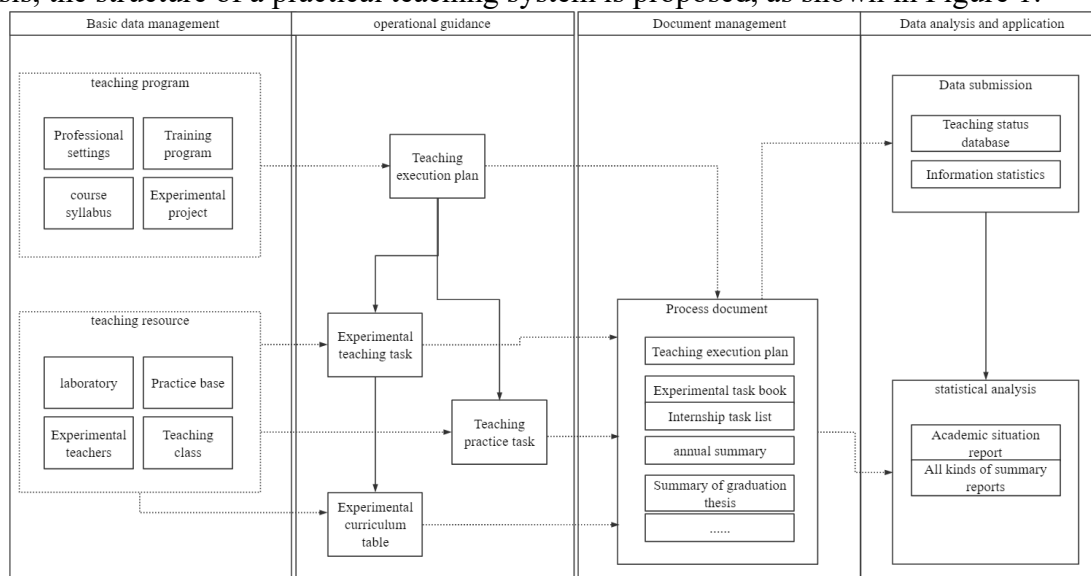 sis, the structure of a practical teaching system is proposed, as shown in Figure 1.
Basic data management
operational guidance
Document management
Data analysis and application
teaching program
Professional
settings
Training
program
course
syllabus
Experimental
project
teaching resource
laboratory
Practice base
Experimental
teachers
Teaching
class
Teaching
execution plan
Experimental
teaching task
Teaching
practice task
Experimental
curriculum
table
Process document
Teaching execution plan
Experimental task book
Internship task list
annual summary
Summary of graduation
thesis
......
Data submission
Teaching status
database
Information statistics
statistical analysis
Academic situation
report
All kinds of summary
reports